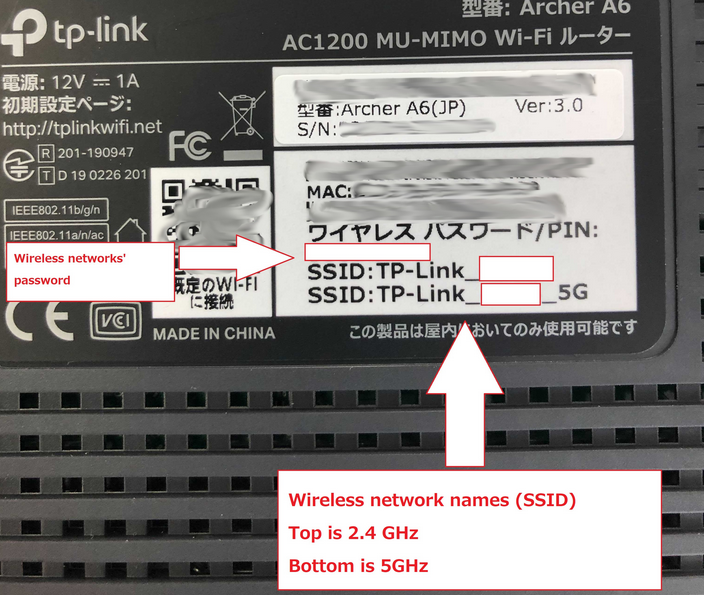 tp-link
型番: Archer A6
AC1200 MU-MIMO Wi-Fi ルーター
電源: 12V ⎓ 1A
初期設定ページ:
http://tplinkwifi.net
R 201-190947
T D 19 0226 201
FC
型番:Archer A6(JP) Ver:3.0
S/N:
MAC:
ワイヤレス パスワード/PIN:
SSID:TP-Link_
SSID:TP-Link_ _5G
IEEE802.11b/g/n
IEEE802.11a/n/ac
Wireless networks'
password
既定のWI-FI
に接続
CE
VCI
MADE IN CHINA
この製品は屋内においてのみ使用可能です
Wireless network names (SSID)
Top is 2.4 GHz
Bottom is 5GHz